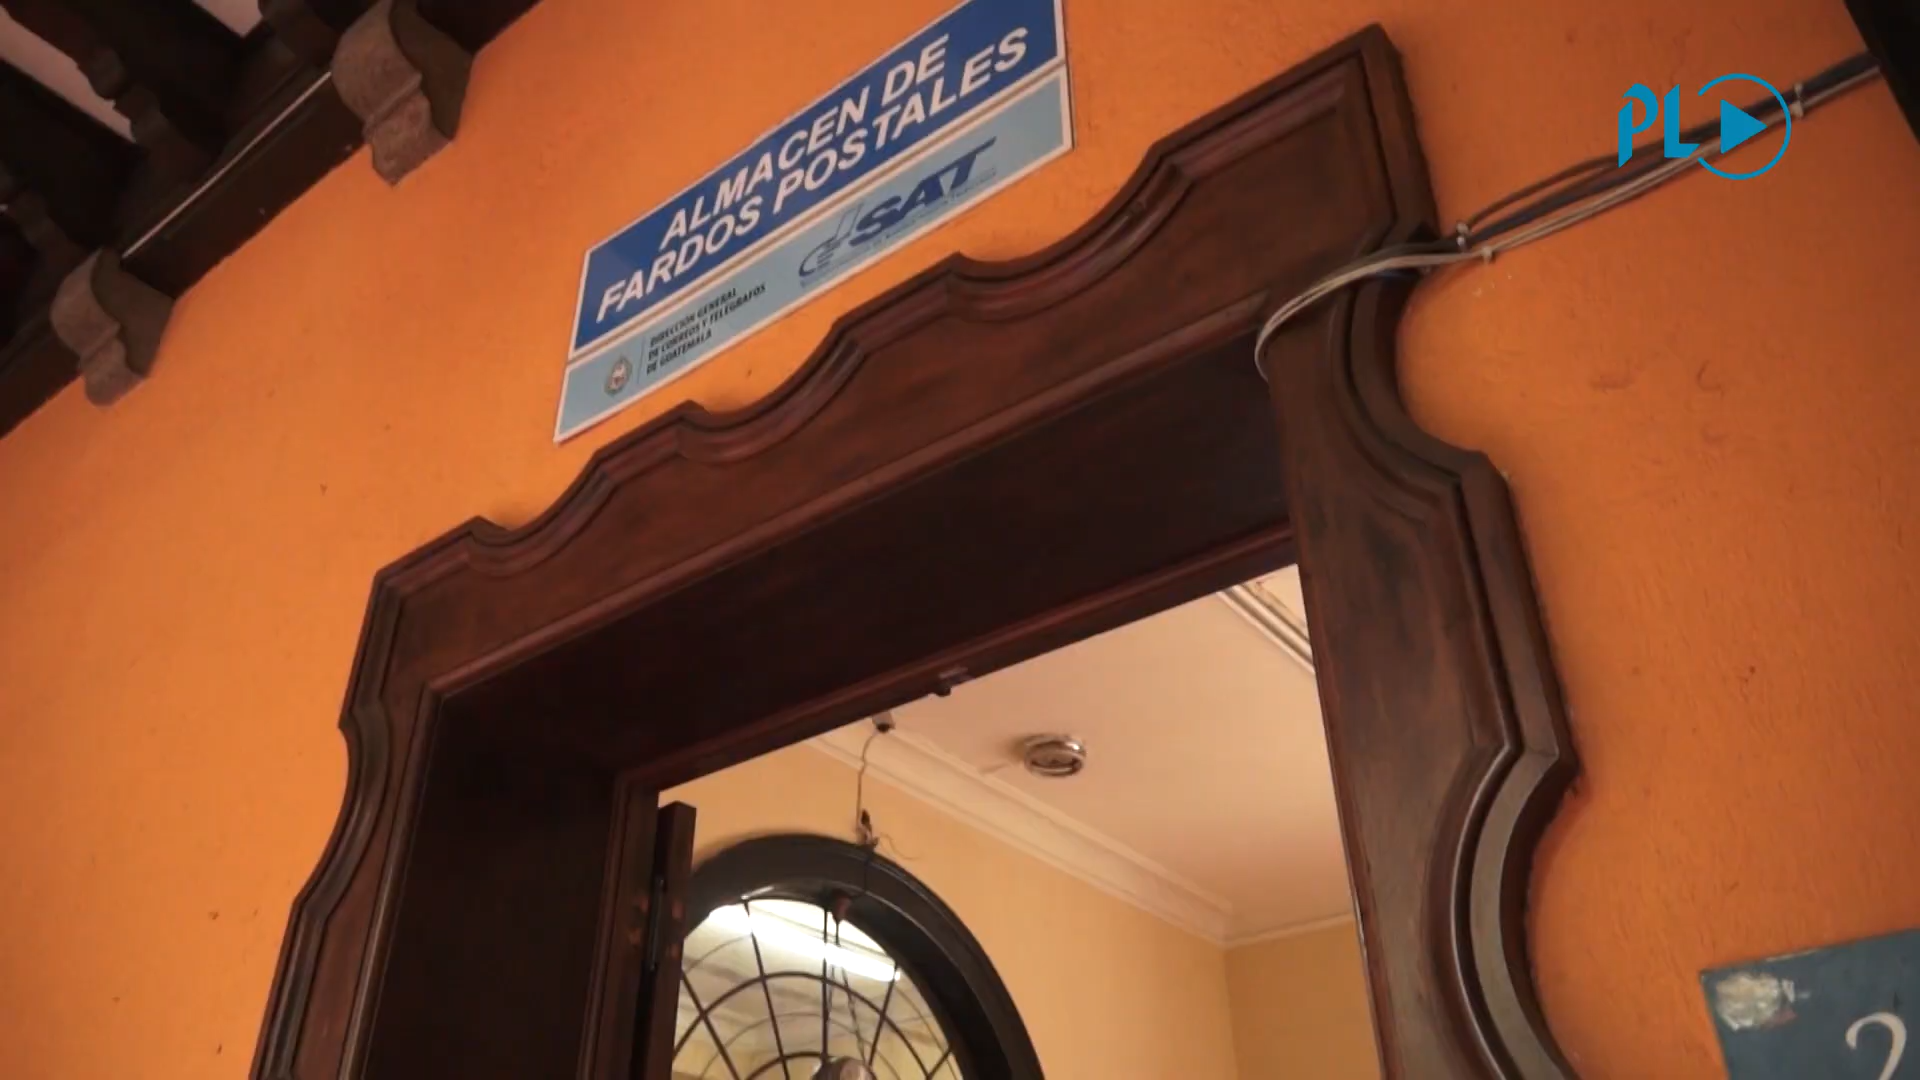 ALMACEN DE
FARDOS POSTALES
DIRECCIÓN GENERAL
DE CORREOS Y TELÉGRAFOS
DE GUATEMALA
SAT
PL
2